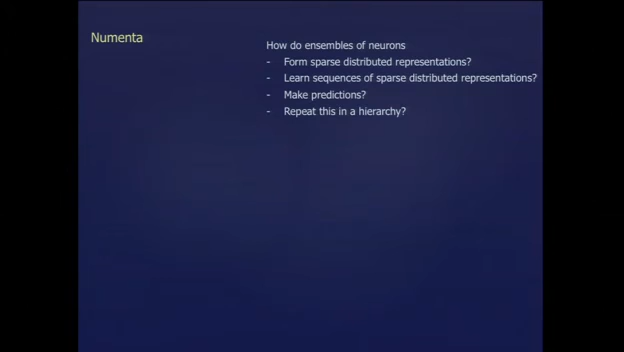 Numenta
How do ensembles of neurons
- Form sparse distributed representations?
- Learn sequences of sparse distributed representations?
- Make predictions?
- Repeat this in a hierarchy?